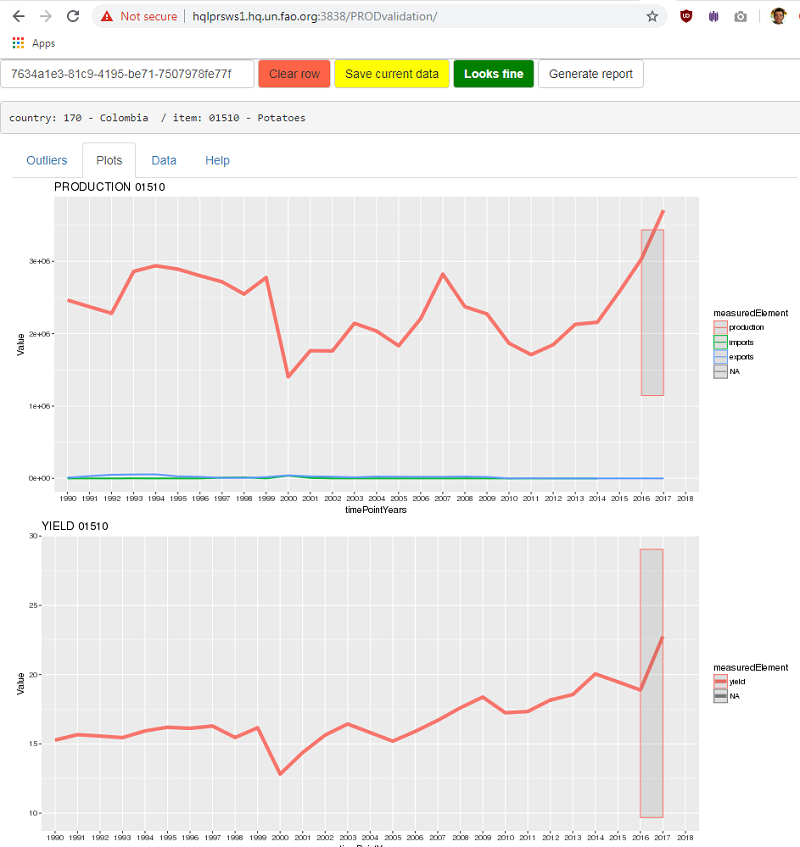 Not secure | hqlprsws1.hq.un.fao.org:3838/PRODvalidation/
Apps
7634a1e3-81c9-4195-be71-7507978fe77f Clear row Save current data Looks fine Generate report
country: 170 - Colombia / item: 01510 - Potatoes
Outliers Plots Data Help
PRODUCTION 01510
3e+06
2e+06
1e+06
0e+00
Value
1990 1991 1992 1993 1994 1995 1996 1997 1998 1999 2000 2001 2002 2003 2004 2005 2006 2007 2008 2009 2010 2011 2012 2013 2014 2015 2016 2017 2018
timePointYears
measuredElement
production
imports
exports
NA
YIELD 01510
30
25
20
15
10
Value
1990 1991 1992 1993 1994 1995 1996 1997 1998 1999 2000 2001 2002 2003 2004 2005 2006 2007 2008 2009 2010 2011 2012 2013 2014 2015 2016 2017 2018
measuredElement
yield
NA